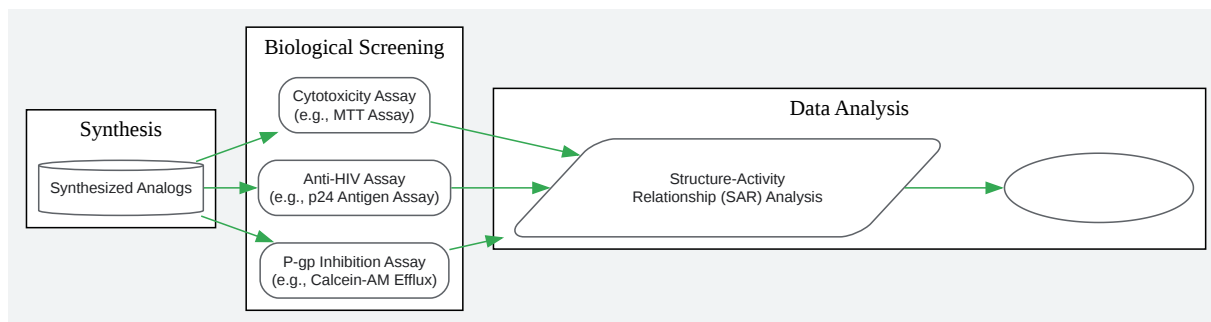 Synthesis
Synthesized Analogs
Biological Screening
Cytotoxicity Assay
(e.g., MTT Assay)
Anti-HIV Assay
(e.g., p24 Antigen Assay)
P-gp Inhibition Assay
(e.g., Calcein-AM Efflux)
Data Analysis
Structure-Activity
Relationship (SAR) Analysis